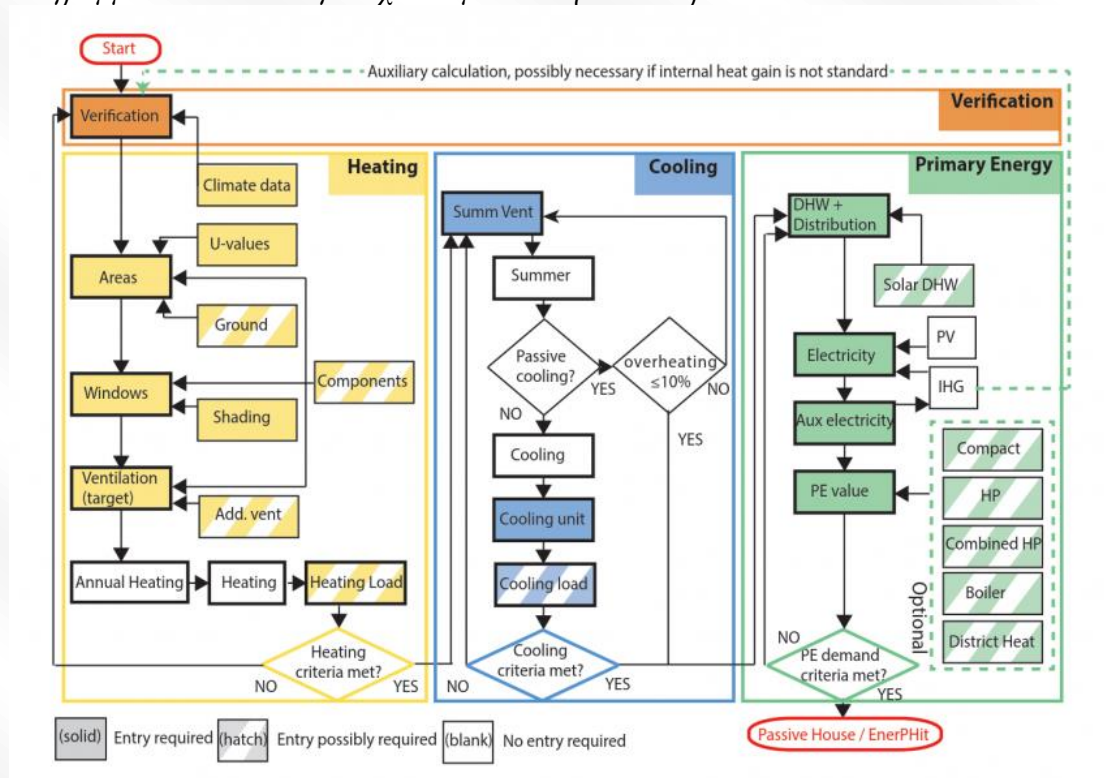 Start
Auxiliary calculation, possibly necessary if internal heat gain is not standard
Verification
Verification
Heating
Climate data
U-values
Areas
Ground
Components
Windows
Shading
Ventilation
(target)
Add. vent
Annual Heating
Heating
Heating Load
Heating
criteria met?
NO
YES
Cooling
Summ Vent
Summer
Passive
cooling?
YES
NO
overheating
≤10%
NO
YES
Cooling
Cooling unit
Cooling load
Cooling
criteria met?
NO
YES
Primary Energy
DHW +
Distribution
Solar DHW
PV
Electricity
IHG
Aux electricity
PE value
Compact
HP
Combined HP
Boiler
District Heat
Optional
NO
PE demand
criteria met?
YES
Passive House / EnerPHit
(solid) Entry required (hatch) Entry possibly required (blank) No entry required